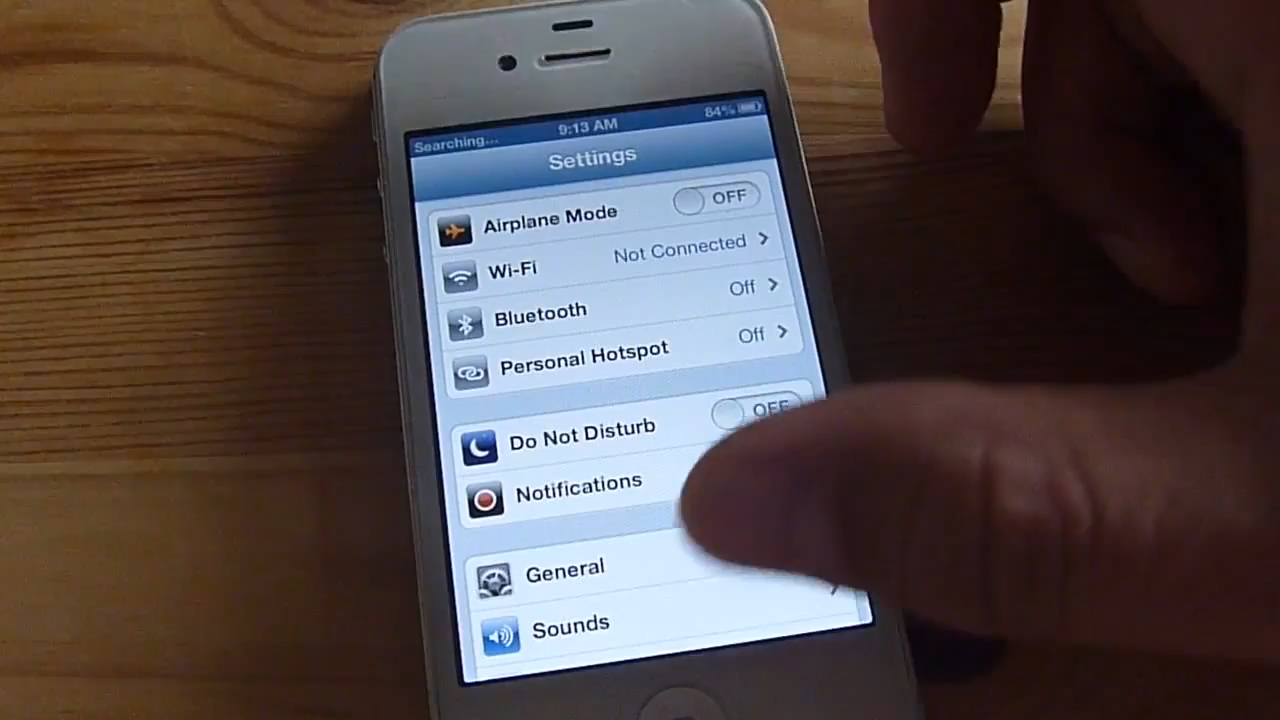 Searching... 9:13 AM 84%
Settings
Airplane Mode OFF
Wi-Fi Not Connected
Bluetooth Off
Personal Hotspot Off
Do Not Disturb OFF
Notifications
General
Sounds